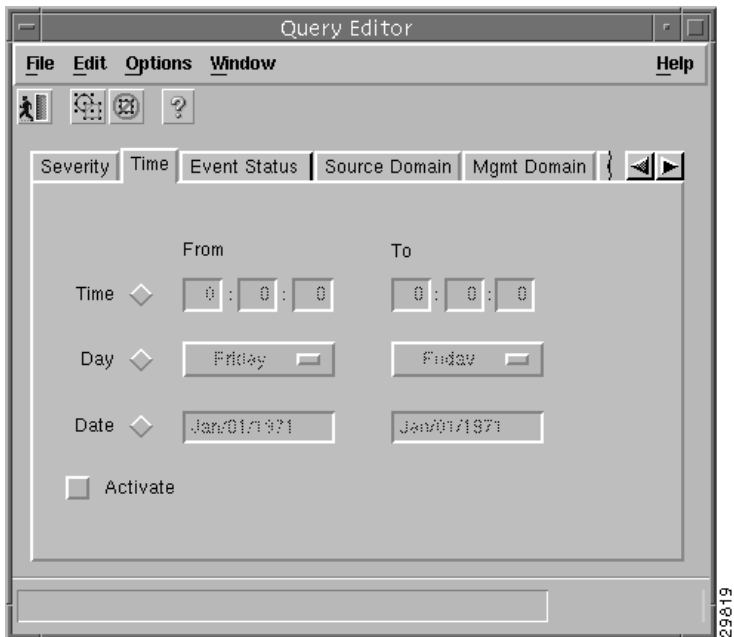 Query Editor
File Edit Options Window Help
?
Severity Time Event Status Source Domain Mgmt Domain
From To
Time 0 : 0 : 0 0 : 0 : 0
Day Friday Friday
Date Jan/01/1971 Jan/01/1971
Activate
29819